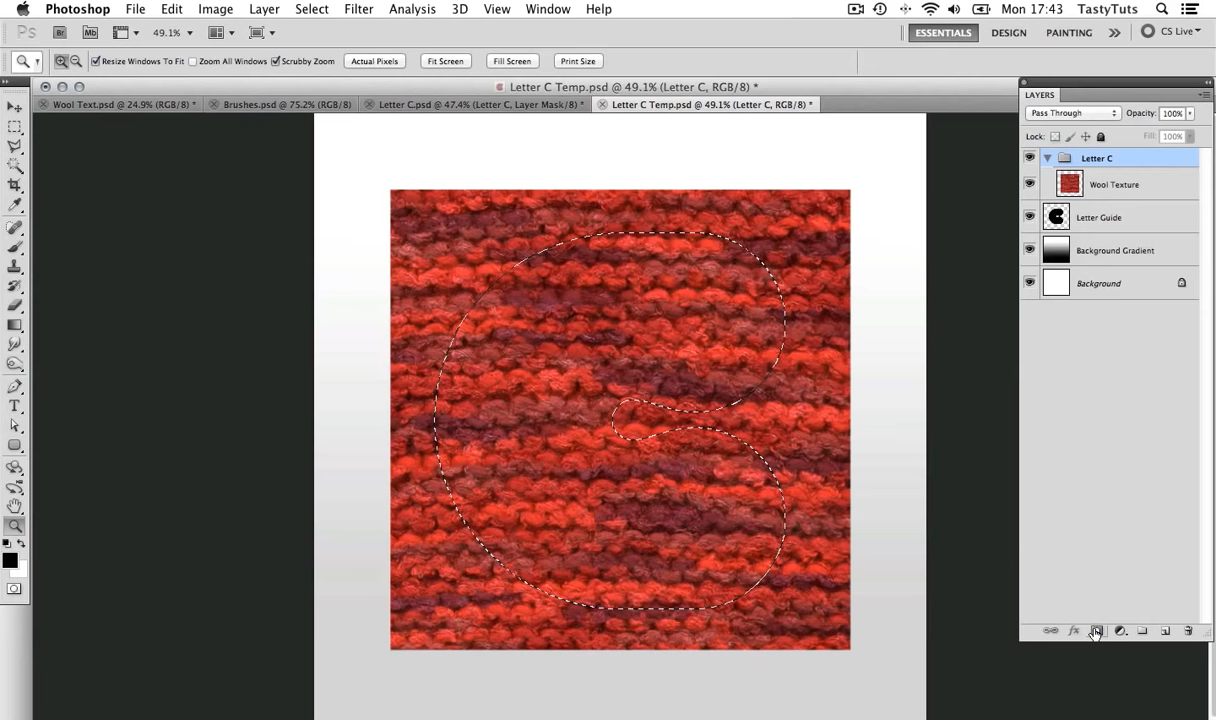 Photoshop File Edit Image Layer Select Filter Analysis 3D View Window Help Mon 17:43 TastyTuts
Ps Br Mb 49.1% ESSENTIALS DESIGN PAINTING CS Live
Resize Windows To Fit Zoom All Windows Scrubby Zoom Actual Pixels Fit Screen Fill Screen Print Size
Letter C Temp.psd @ 49.1% (Letter C, RGB/8) *
Wool Text.psd @ 24.9% (RGB/8) * Brushes.psd @ 75.2% (RGB/8) Letter C.psd @ 47.4% (Letter C, Layer Mask/8) * Letter C Temp.psd @ 49.1% (Letter C, RGB/8) *
LAYERS
Pass Through Opacity: 100%
Lock: Fill: 100%
Letter C
Wool Texture
Letter Guide
Background Gradient
Background
fx